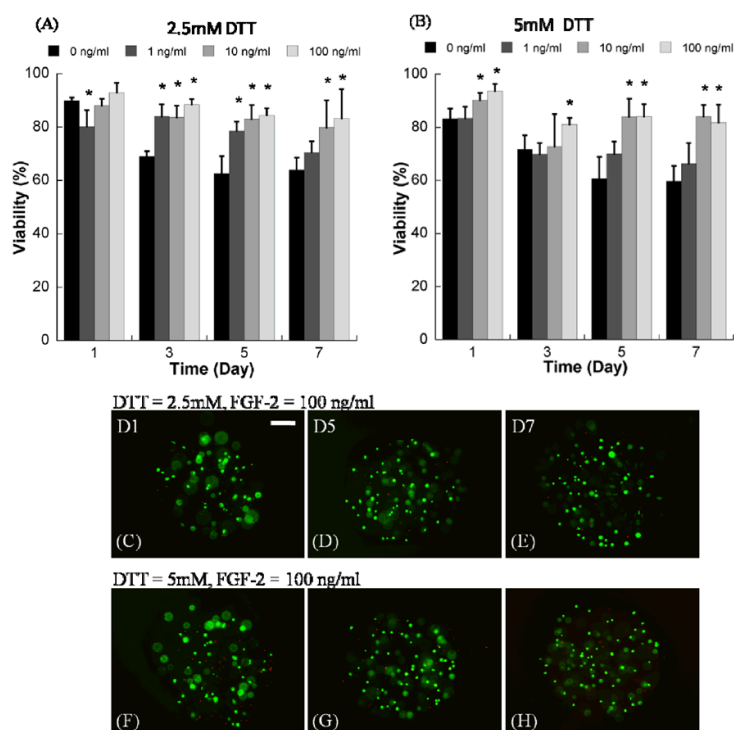 (A)
2.5mM DTT
0 ng/ml 1 ng/ml 10 ng/ml 100 ng/ml
100
80
60
40
20
0
Viability (%)
* * * * * * * * *
1 3 5 7
Time (Day)
(B)
5mM DTT
0 ng/ml 1 ng/ml 10 ng/ml 100 ng/ml
100
80
60
40
20
0
Viability (%)
* * * * * * *
1 3 5 7
Time (Day)
DTT = 2.5mM, FGF-2 = 100 ng/ml
D1 D5 D7
(C) (D) (E)
DTT = 5mM, FGF-2 = 100 ng/ml
(F) (G) (H)